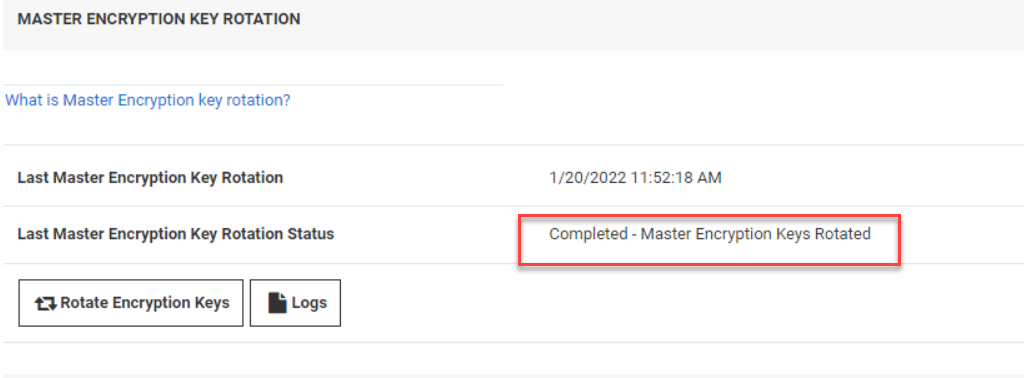 MASTER ENCRYPTION KEY ROTATION
What is Master Encryption key rotation?
Last Master Encryption Key Rotation 1/20/2022 11:52:18 AM
Last Master Encryption Key Rotation Status Completed - Master Encryption Keys Rotated
Rotate Encryption Keys Logs